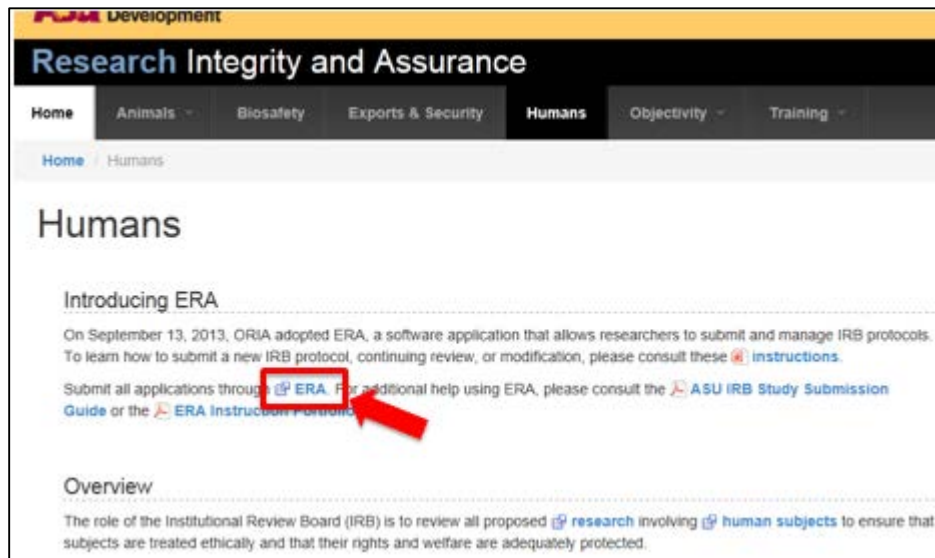 ASU Development
Research Integrity and Assurance
Home Animals Biosafety Exports & Security Humans Objectivity Training
Home / Humans
Humans
Introducing ERA
On September 13, 2013, ORIA adopted ERA, a software application that allows researchers to submit and manage IRB protocols.
To learn how to submit a new IRB protocol, continuing review, or modification, please consult these instructions.
Submit all applications through ERA. For additional help using ERA, please consult the ASU IRB Study Submission
Guide or the ERA Instruction Portfolio
Overview
The role of the Institutional Review Board (IRB) is to review all proposed research involving human subjects to ensure that
subjects are treated ethically and that their rights and welfare are adequately protected.